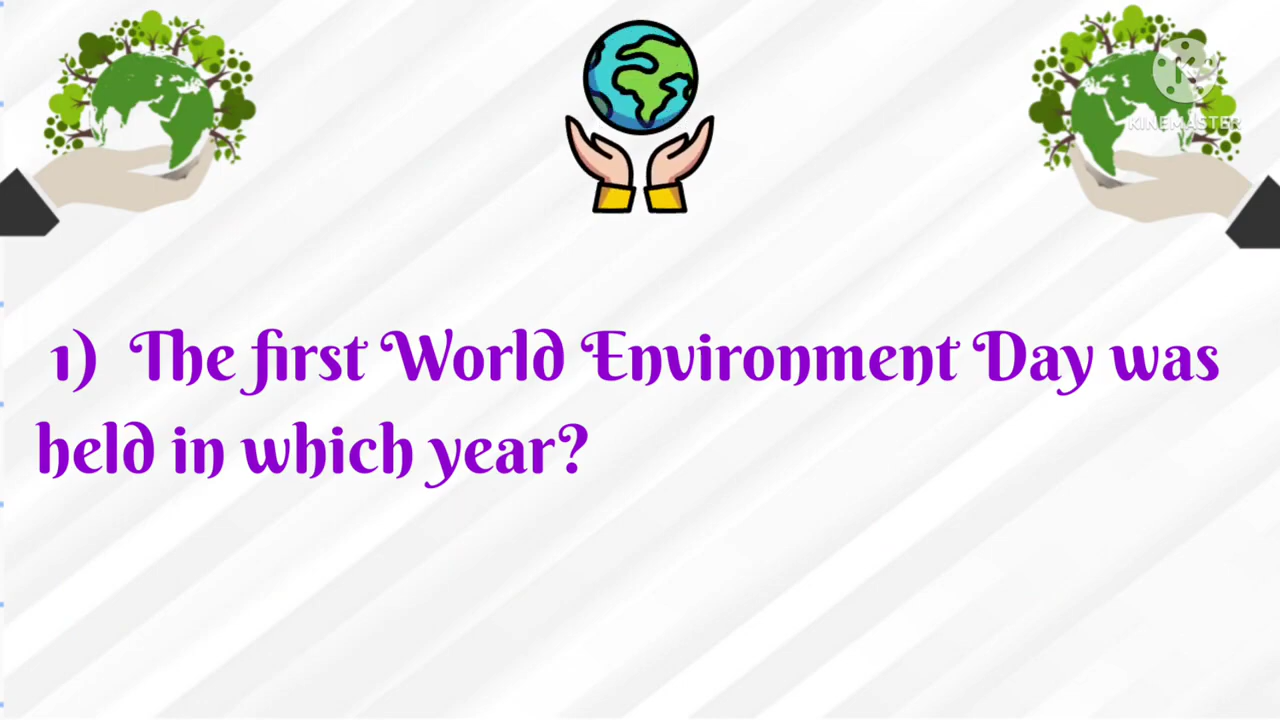 KINEMASTER
1) The first World Environment Day was
held in which year?